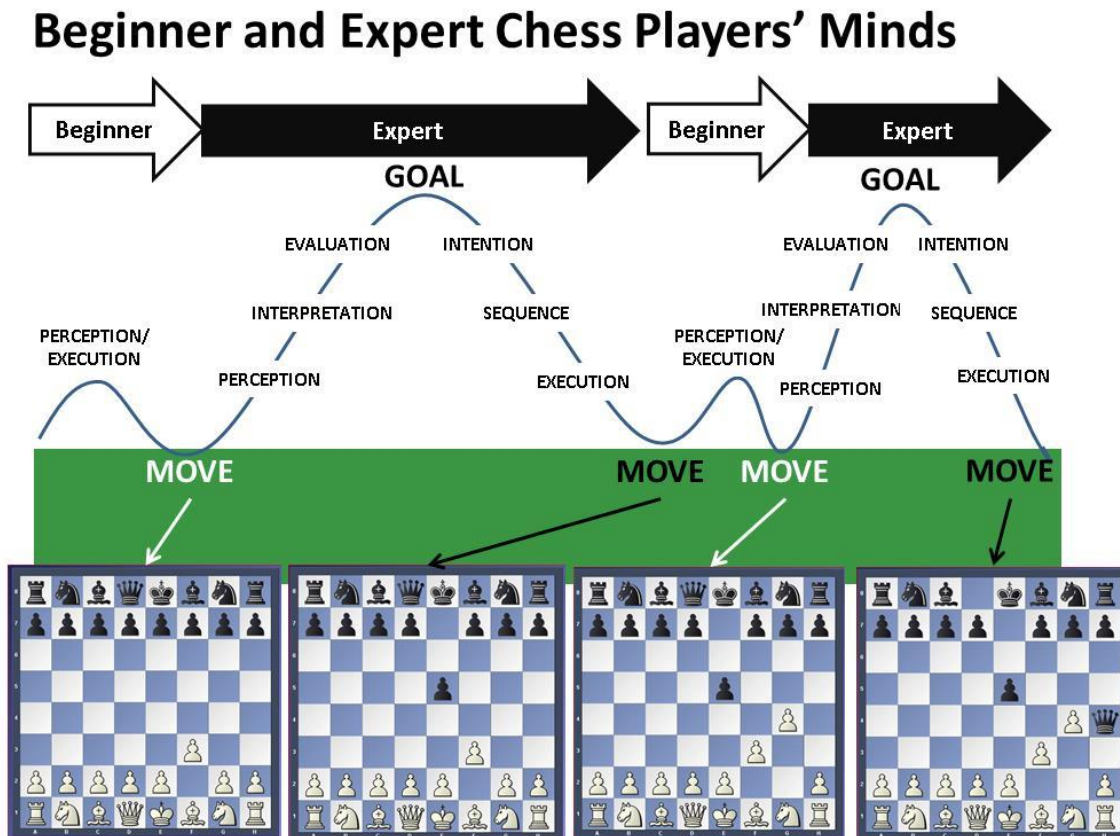 Beginner and Expert Chess Players’ Minds
Beginner
Expert
Beginner
Expert
GOAL
GOAL
EVALUATION
INTENTION
EVALUATION
INTENTION
INTERPRETATION
SEQUENCE
INTERPRETATION
SEQUENCE
PERCEPTION/
EXECUTION
PERCEPTION/
EXECUTION
PERCEPTION
EXECUTION
PERCEPTION
EXECUTION
MOVE
MOVE
MOVE
MOVE